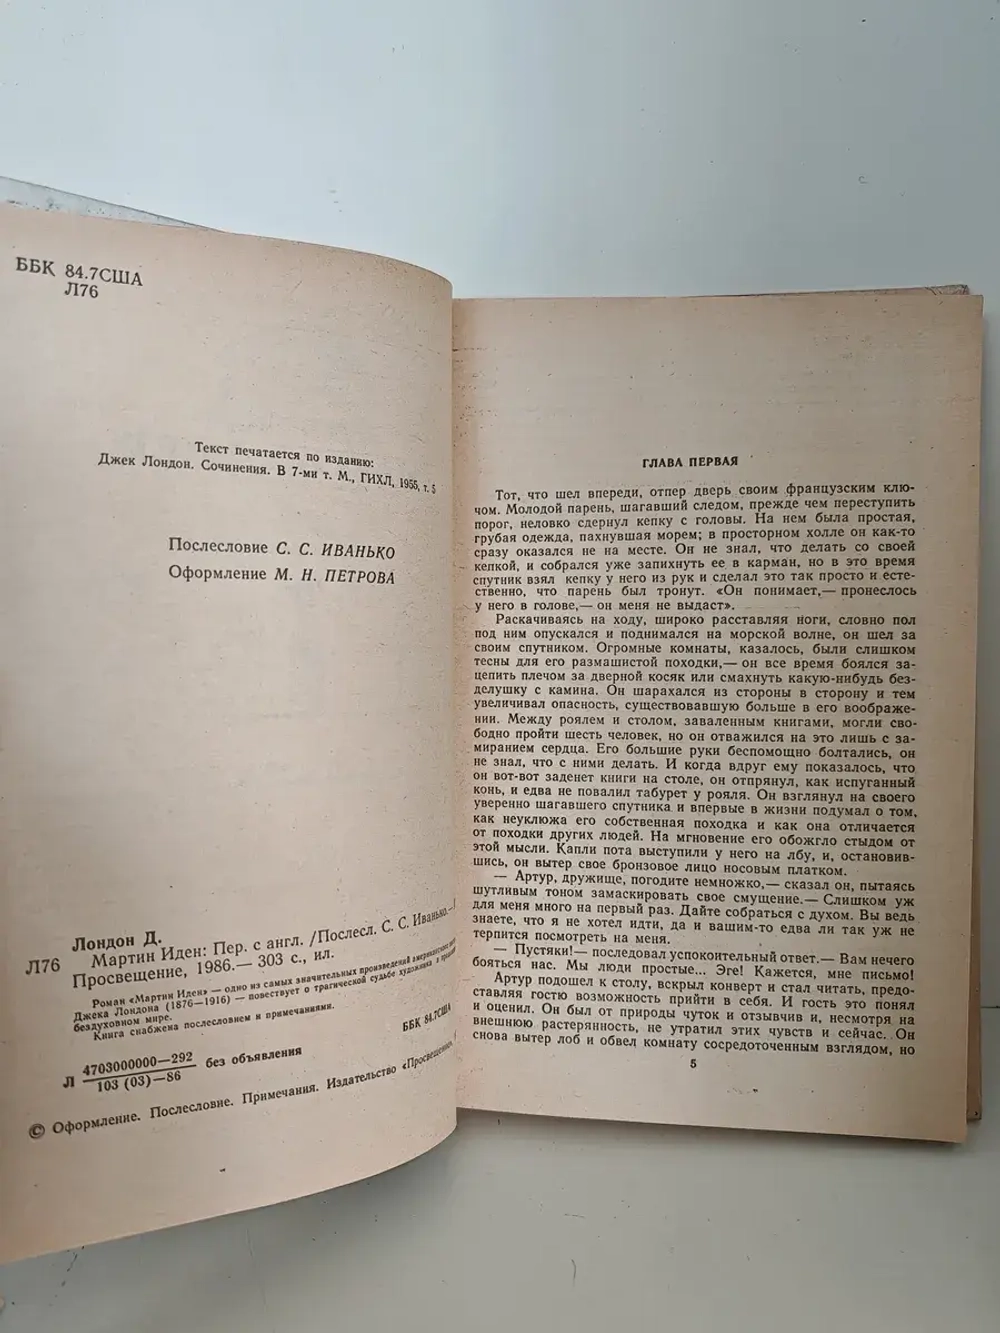 ББК 84.7США
Л76
Текст печатается по изданию:
Джек Лондон. Сочинения. В 7-ми т. М., ГИХЛ, 1955, т. 5
Послесловие С. С. ИВАНЬКО
Оформление М. Н. ПЕТРОВА
Лондон Д.
Л76 Мартин Иден: Пер. с англ. /Послесл. С. С. Иванько.—
Просвещение, 1986.— 303 с., ил.
Роман «Мартин Иден» — одно из самых значительных произведений американского
Джека Лондона (1876—1916) — повествует о трагической судьбе художника в
бездуховном мире.
Книга снабжена послесловием и примечаниями.
Л 4703000000—292
103 (03)—86 без объявления
ББК 84.7США
© Оформление. Послесловие. Примечания. Издательство «Просвещение»,
ГЛАВА ПЕРВАЯ
Тот, что шел впереди, отпер дверь своим французским клю-
чом. Молодой парень, шагавший следом, прежде чем переступить
порог, неловко сдернул кепку с головы. На нем была простая,
грубая одежда, пахнувшая морем; в просторном холле он как-то
сразу оказался не на месте. Он не знал, что делать со своей
кепкой, и собрался уже запихнуть ее в карман, но в это время
спутник взял кепку у него из рук и сделал это так просто и есте-
ственно, что парень был тронут. «Он понимает,— пронеслось
у него в голове,— он меня не выдаст».
Раскачиваясь на ходу, широко расставляя ноги, словно пол
под ним опускался и поднимался на морской волне, он шел за
своим спутником. Огромные комнаты, казалось, были слишком
тесны для его размашистой походки,— он все время боялся за-
цепить плечом за дверной косяк или смахнуть какую-нибудь без-
делушку с камина. Он шарахался из стороны в сторону и тем
увеличивал опасность, существовавшую больше в его воображе-
нии. Между роялем и столом, заваленным книгами, могли сво-
бодно пройти шесть человек, но он отважился на это лишь с за-
миранием сердца. Его большие руки беспомощно болтались, он
не знал, что с ними делать. И когда вдруг ему показалось, что
он вот-вот заденет книги на столе, он отпрянул, как испуганный
конь, и едва не повалил табурет у рояля. Он взглянул на своего
уверенно шагавшего спутника и впервые в жизни подумал о том,
как неуклюжа его собственная походка и как она отличается
от походки других людей. На мгновение его обожгло стыдом от
этой мысли. Капли пота выступили у него на лбу, и, остановив-
шись, он вытер свое бронзовое лицо носовым платком.
— Артур, дружище, погодите немножко,— сказал он, пытаясь
шутливым тоном замаскировать свое смущение.— Слишком уж
для меня много на первый раз. Дайте собраться с духом. Вы ведь
знаете, что я не хотел идти, да и вашим-то едва ли так уж не
терпится посмотреть на меня.
— Пустяки!— последовал успокоительный ответ.— Вам нечего
бояться нас. Мы люди простые... Эге! Кажется, мне письмо!
Артур подошел к столу, вскрыл конверт и стал читать, предо-
ставляя гостю возможность прийти в себя. И гость это понял
и оценил. Он был от природы чуток и отзывчив и, несмотря на
внешнюю растерянность, не утратил этих чувств и сейчас. Он
снова вытер лоб и обвел комнату сосредоточенным взглядом, но
5